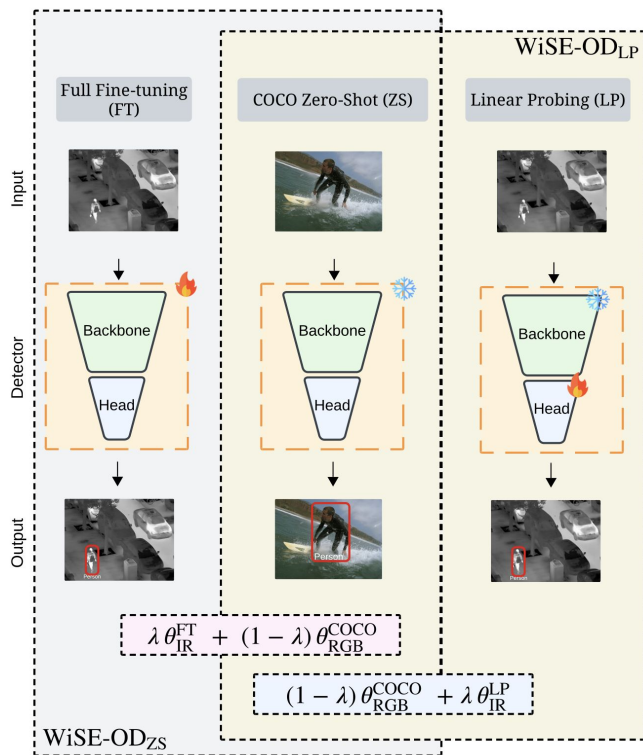 WiSE-OD_LP
Full Fine-tuning
(FT)
COCO Zero-Shot (ZS)
Linear Probing (LP)
Input
Detector
Backbone
Head
Backbone
Head
Backbone
Head
Output
Person
Person
Person
λ θ_IR^FT + (1 − λ) θ_RGB^COCO
(1 − λ) θ_RGB^COCO + λ θ_IR^LP
WiSE-OD_ZS